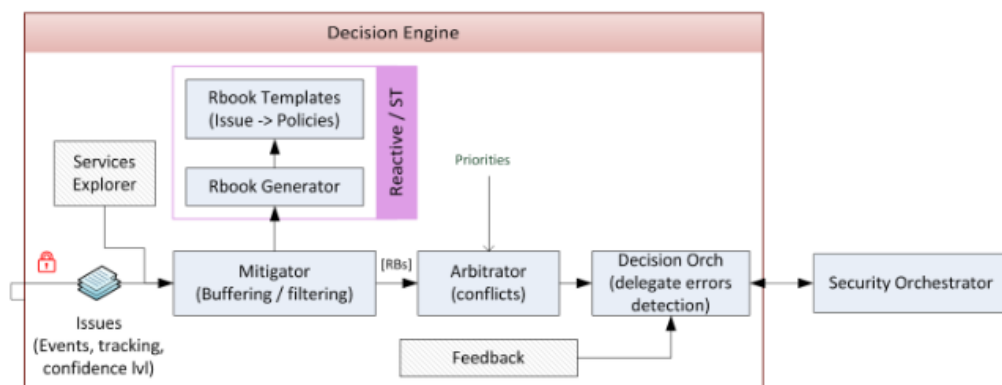 Decision Engine
Rbook Templates
(Issue -> Policies)
Reactive / ST
Services
Explorer
Rbook Generator
Priorities
Mitigator
(Buffering / filtering)
[RBs]
Arbitrator
(conflicts)
Decision Orch
(delegate errors
detection)
Security Orchestrator
Issues
(Events, tracking,
confidence lvl)
Feedback